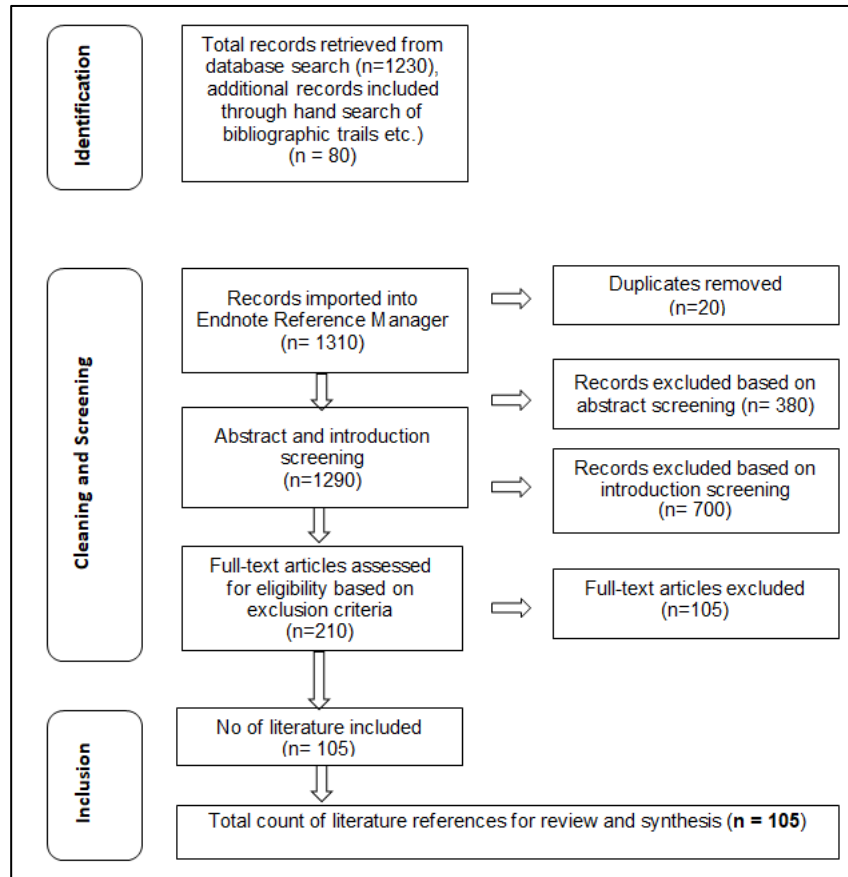 Identification
Total records retrieved from
database search (n=1230),
additional records included
through hand search of
bibliographic trails etc.)
(n = 80)
Cleaning and Screening
Records imported into
Endnote Reference Manager
(n= 1310)
Duplicates removed
(n=20)
Records excluded based on
abstract screening (n= 380)
Abstract and introduction
screening
(n=1290)
Records excluded based on
introduction screening
(n= 700)
Full-text articles assessed
for eligibility based on
exclusion criteria
(n=210)
Full-text articles excluded
(n=105)
Inclusion
No of literature included
(n= 105)
Total count of literature references for review and synthesis (n = 105)